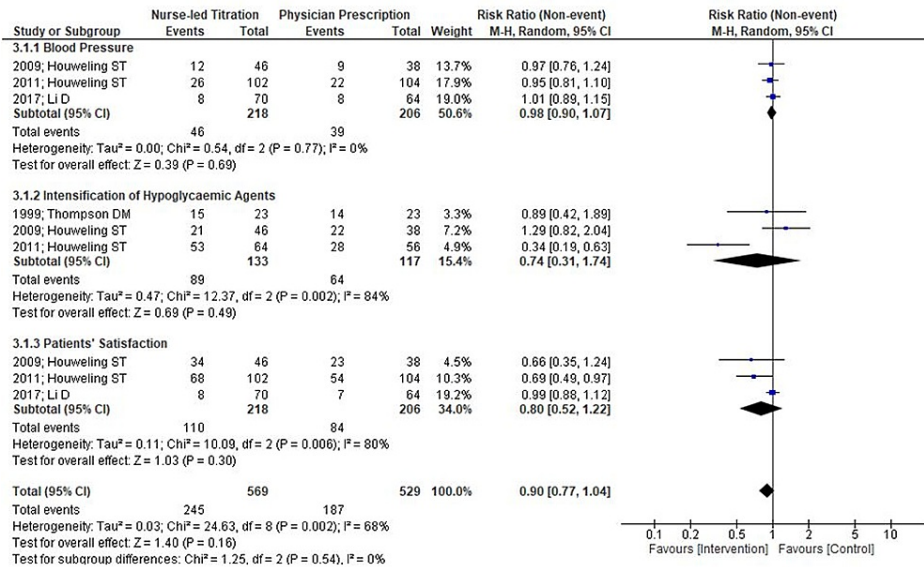 Nurse-led Titration Physician Prescription Risk Ratio (Non-event) Risk Ratio (Non-event)
Study or Subgroup Events Total Events Total Weight M-H, Random, 95% CI M-H, Random, 95% CI
3.1.1 Blood Pressure
2009; Houweling ST 12 46 9 38 13.7% 0.97 [0.76, 1.24]
2011; Houweling ST 26 102 22 104 17.9% 0.95 [0.81, 1.10]
2017; Li D 8 70 8 64 19.0% 1.01 [0.89, 1.15]
Subtotal (95% CI) 218 206 50.6% 0.98 [0.90, 1.07]
Total events 46 39
Heterogeneity: Tau² = 0.00; Chi² = 0.54, df = 2 (P = 0.77); I² = 0%
Test for overall effect: Z = 0.39 (P = 0.69)
3.1.2 Intensification of Hypoglycaemic Agents
1999; Thompson DM 15 23 14 23 3.3% 0.89 [0.42, 1.89]
2009; Houweling ST 21 46 22 38 7.2% 1.29 [0.82, 2.04]
2011; Houweling ST 53 64 28 56 4.9% 0.34 [0.19, 0.63]
Subtotal (95% CI) 133 117 15.4% 0.74 [0.31, 1.74]
Total events 89 64
Heterogeneity: Tau² = 0.47; Chi² = 12.37, df = 2 (P = 0.002); I² = 84%
Test for overall effect: Z = 0.69 (P = 0.49)
3.1.3 Patients' Satisfaction
2009; Houweling ST 34 46 23 38 4.5% 0.66 [0.35, 1.24]
2011; Houweling ST 68 102 54 104 10.3% 0.69 [0.49, 0.97]
2017; Li D 8 70 7 64 19.2% 0.99 [0.88, 1.12]
Subtotal (95% CI) 218 206 34.0% 0.80 [0.52, 1.22]
Total events 110 84
Heterogeneity: Tau² = 0.11; Chi² = 10.09, df = 2 (P = 0.006); I² = 80%
Test for overall effect: Z = 1.03 (P = 0.30)
Total (95% CI) 569 529 100.0% 0.90 [0.77, 1.04]
Total events 245 187
Heterogeneity: Tau² = 0.03; Chi² = 24.63, df = 8 (P = 0.002); I² = 68%
Test for overall effect: Z = 1.40 (P = 0.16)
Test for subgroup differences: Chi² = 1.25, df = 2 (P = 0.54), I² = 0%
0.1 0.2 0.5 1 2 5 10
Favours [Intervention] Favours [Control]